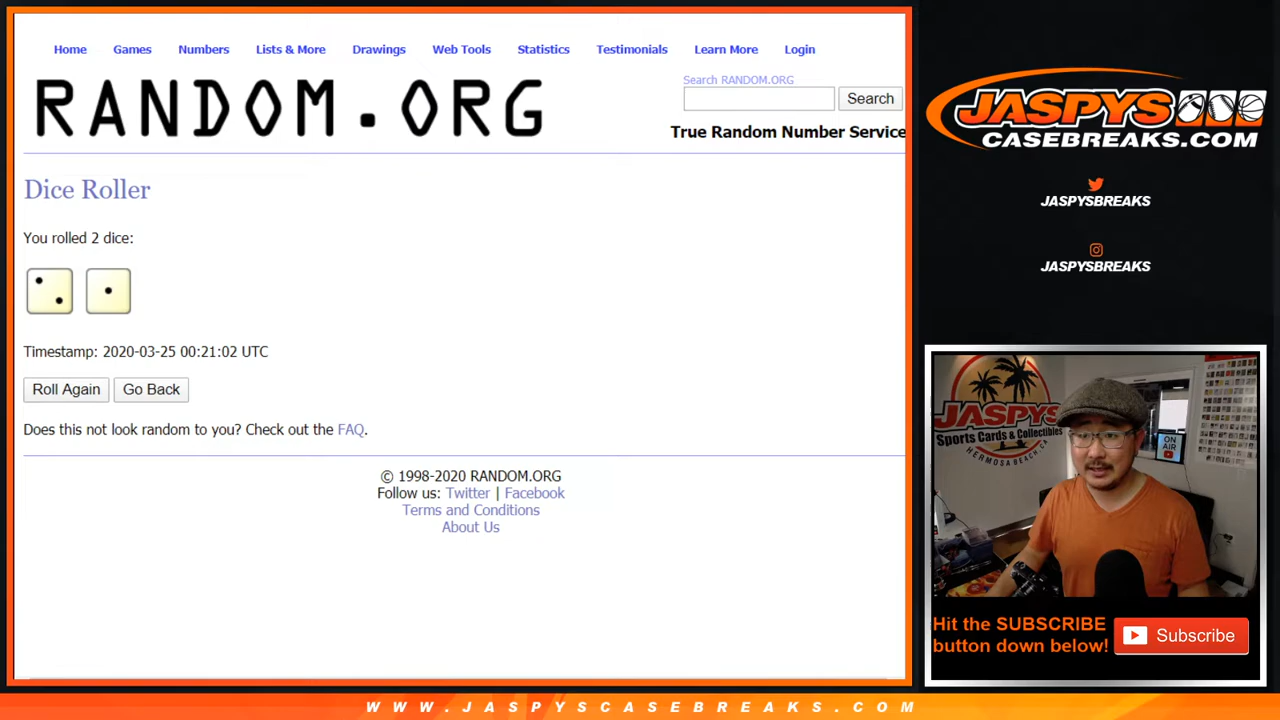 Home Games Numbers Lists & More Drawings Web Tools Statistics Testimonials Learn More Login
RANDOM.ORG
Search RANDOM.ORG
Search
True Random Number Service
Dice Roller
You rolled 2 dice:
Timestamp: 2020-03-25 00:21:02 UTC
Roll Again Go Back
Does this not look random to you? Check out the FAQ.
© 1998-2020 RANDOM.ORG
Follow us: Twitter | Facebook
Terms and Conditions
About Us
JASPYS
CASEBREAKS.COM
JASPYSBREAKS
JASPYSBREAKS
JASPYS
Sports Cards & Collectibles
HERMOSA BEACH, CA
ON
AIR
Hit the SUBSCRIBE
button down below!
Subscribe
WWW.JASPYSCASEBREAKS.COM